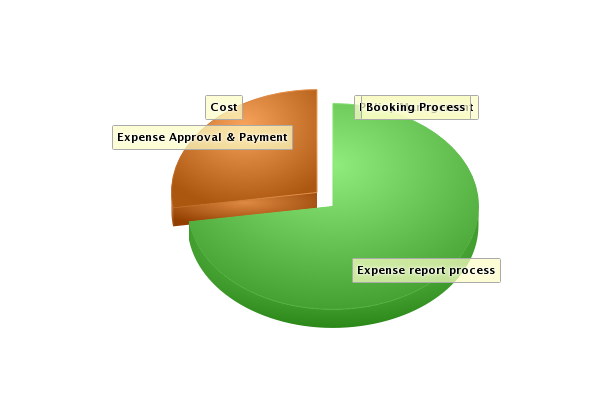 Cost
Booking Process
Expense Approval & Payment
Expense report process